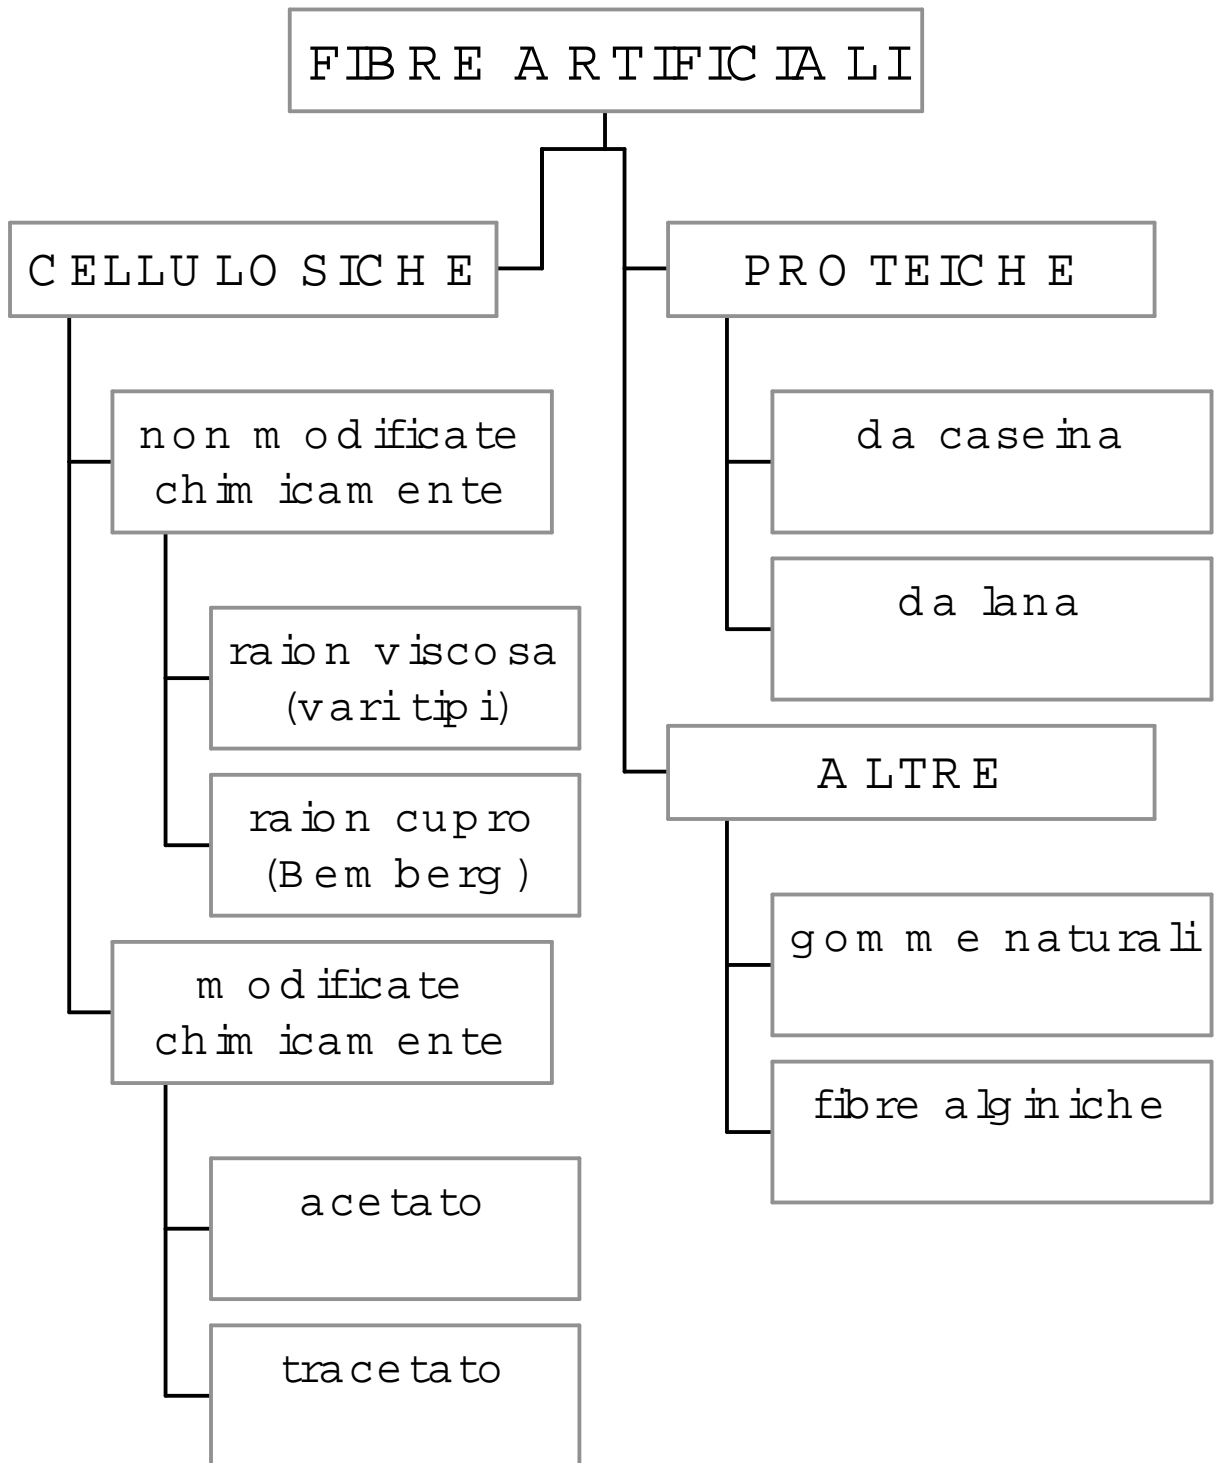 FIBRE ARTIFICIALI
CELLULOSICHE
non modificate
chimicamente
raion viscosa
(vari tipi)
raion cupro
(Bemberg)
modificate
chimicamente
acetato
tracetato
PROTEICHE
da caseina
da lana
ALTRE
gomme naturali
fibre alginiche